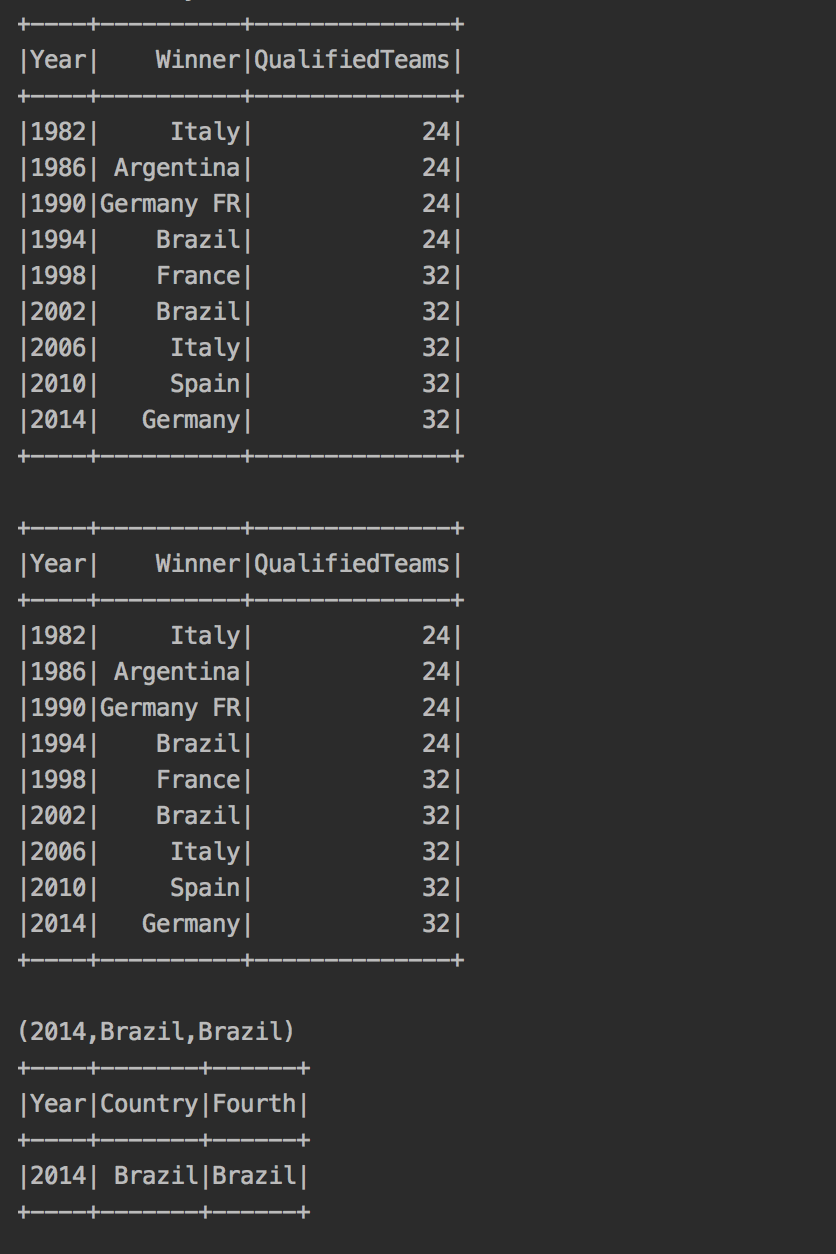 +----+----------+--------------+
|Year|    Winner|QualifiedTeams|
+----+----------+--------------+
|1982|     Italy|            24|
|1986| Argentina|            24|
|1990|Germany FR|            24|
|1994|    Brazil|            24|
|1998|    France|            32|
|2002|    Brazil|            32|
|2006|     Italy|            32|
|2010|     Spain|            32|
|2014|   Germany|            32|
+----+----------+--------------+

+----+----------+--------------+
|Year|    Winner|QualifiedTeams|
+----+----------+--------------+
|1982|     Italy|            24|
|1986| Argentina|            24|
|1990|Germany FR|            24|
|1994|    Brazil|            24|
|1998|    France|            32|
|2002|    Brazil|            32|
|2006|     Italy|            32|
|2010|     Spain|            32|
|2014|   Germany|            32|
+----+----------+--------------+

(2014,Brazil,Brazil)
+----+-------+------+
|Year|Country|Fourth|
+----+-------+------+
|2014| Brazil|Brazil|
+----+-------+------+